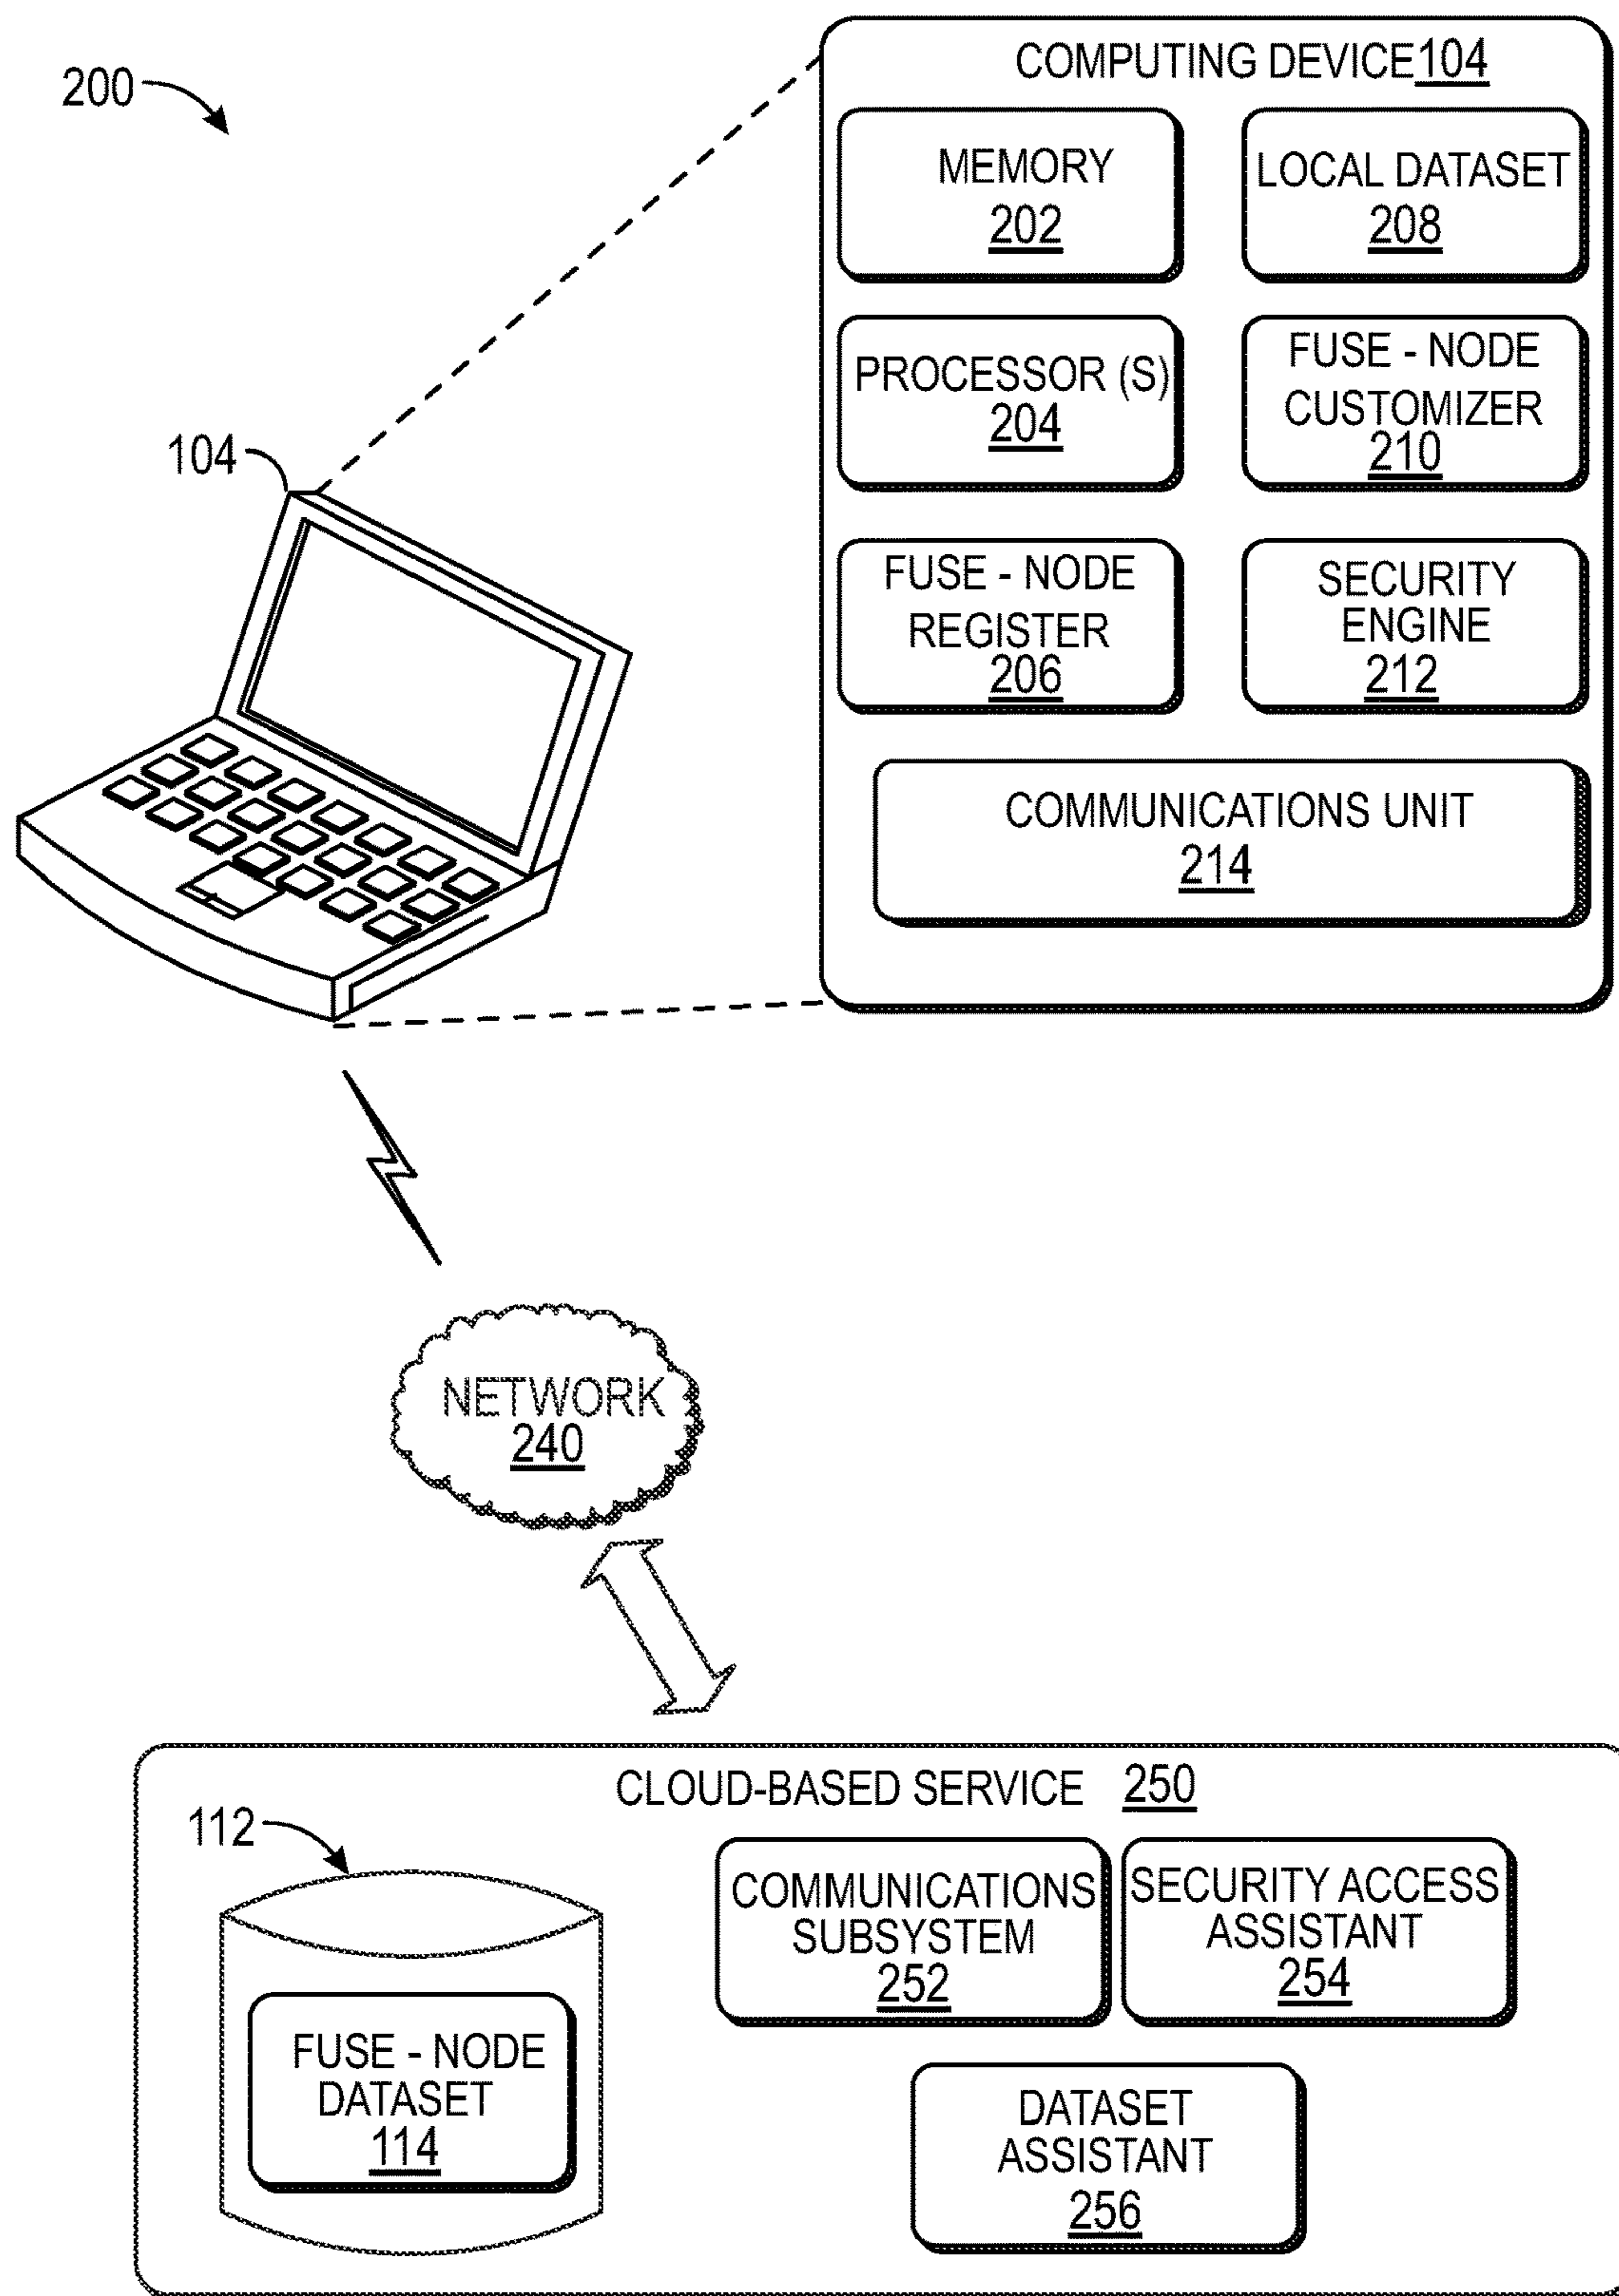 200
COMPUTING DEVICE 104
MEMORY
202
LOCAL DATASET
208
PROCESSOR (S)
204
FUSE - NODE
CUSTOMIZER
210
104
FUSE - NODE
REGISTER
206
SECURITY
ENGINE
212
COMMUNICATIONS UNIT
214
NETWORK
240
CLOUD-BASED SERVICE 250
112
COMMUNICATIONS
SUBSYSTEM
252
SECURITY ACCESS
ASSISTANT
254
FUSE - NODE
DATASET
114
DATASET
ASSISTANT
256